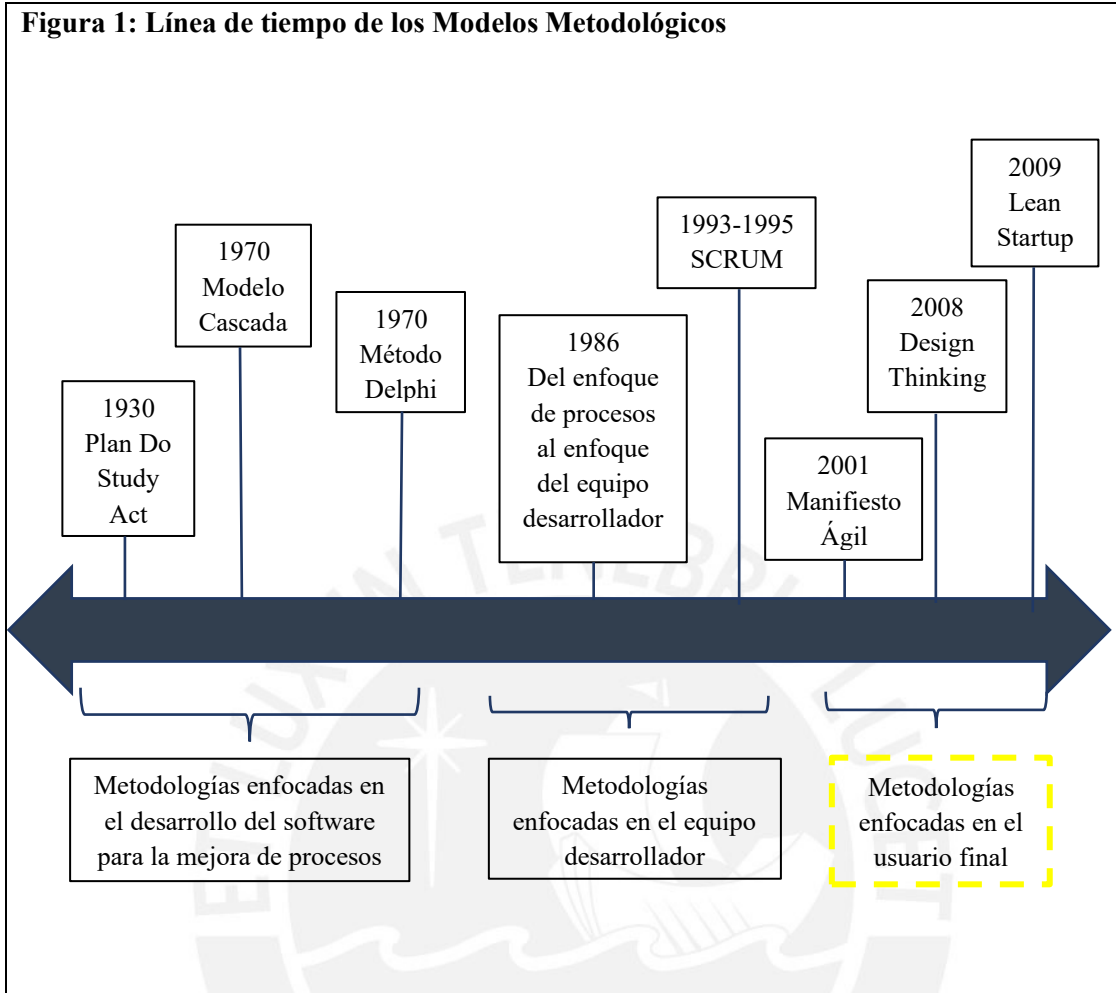 Figura 1: Línea de tiempo de los Modelos Metodológicos
1930
Plan Do
Study
Act
1970
Modelo
Cascada
1970
Método
Delphi
1986
Del enfoque
de procesos
al enfoque
del equipo
desarrollador
1993-1995
SCRUM
2001
Manifiesto
Ágil
2008
Design
Thinking
2009
Lean
Startup
Metodologías enfocadas en
el desarrollo del software
para la mejora de procesos
Metodologías
enfocadas en el equipo
desarrollador
Metodologías
enfocadas en el
usuario final